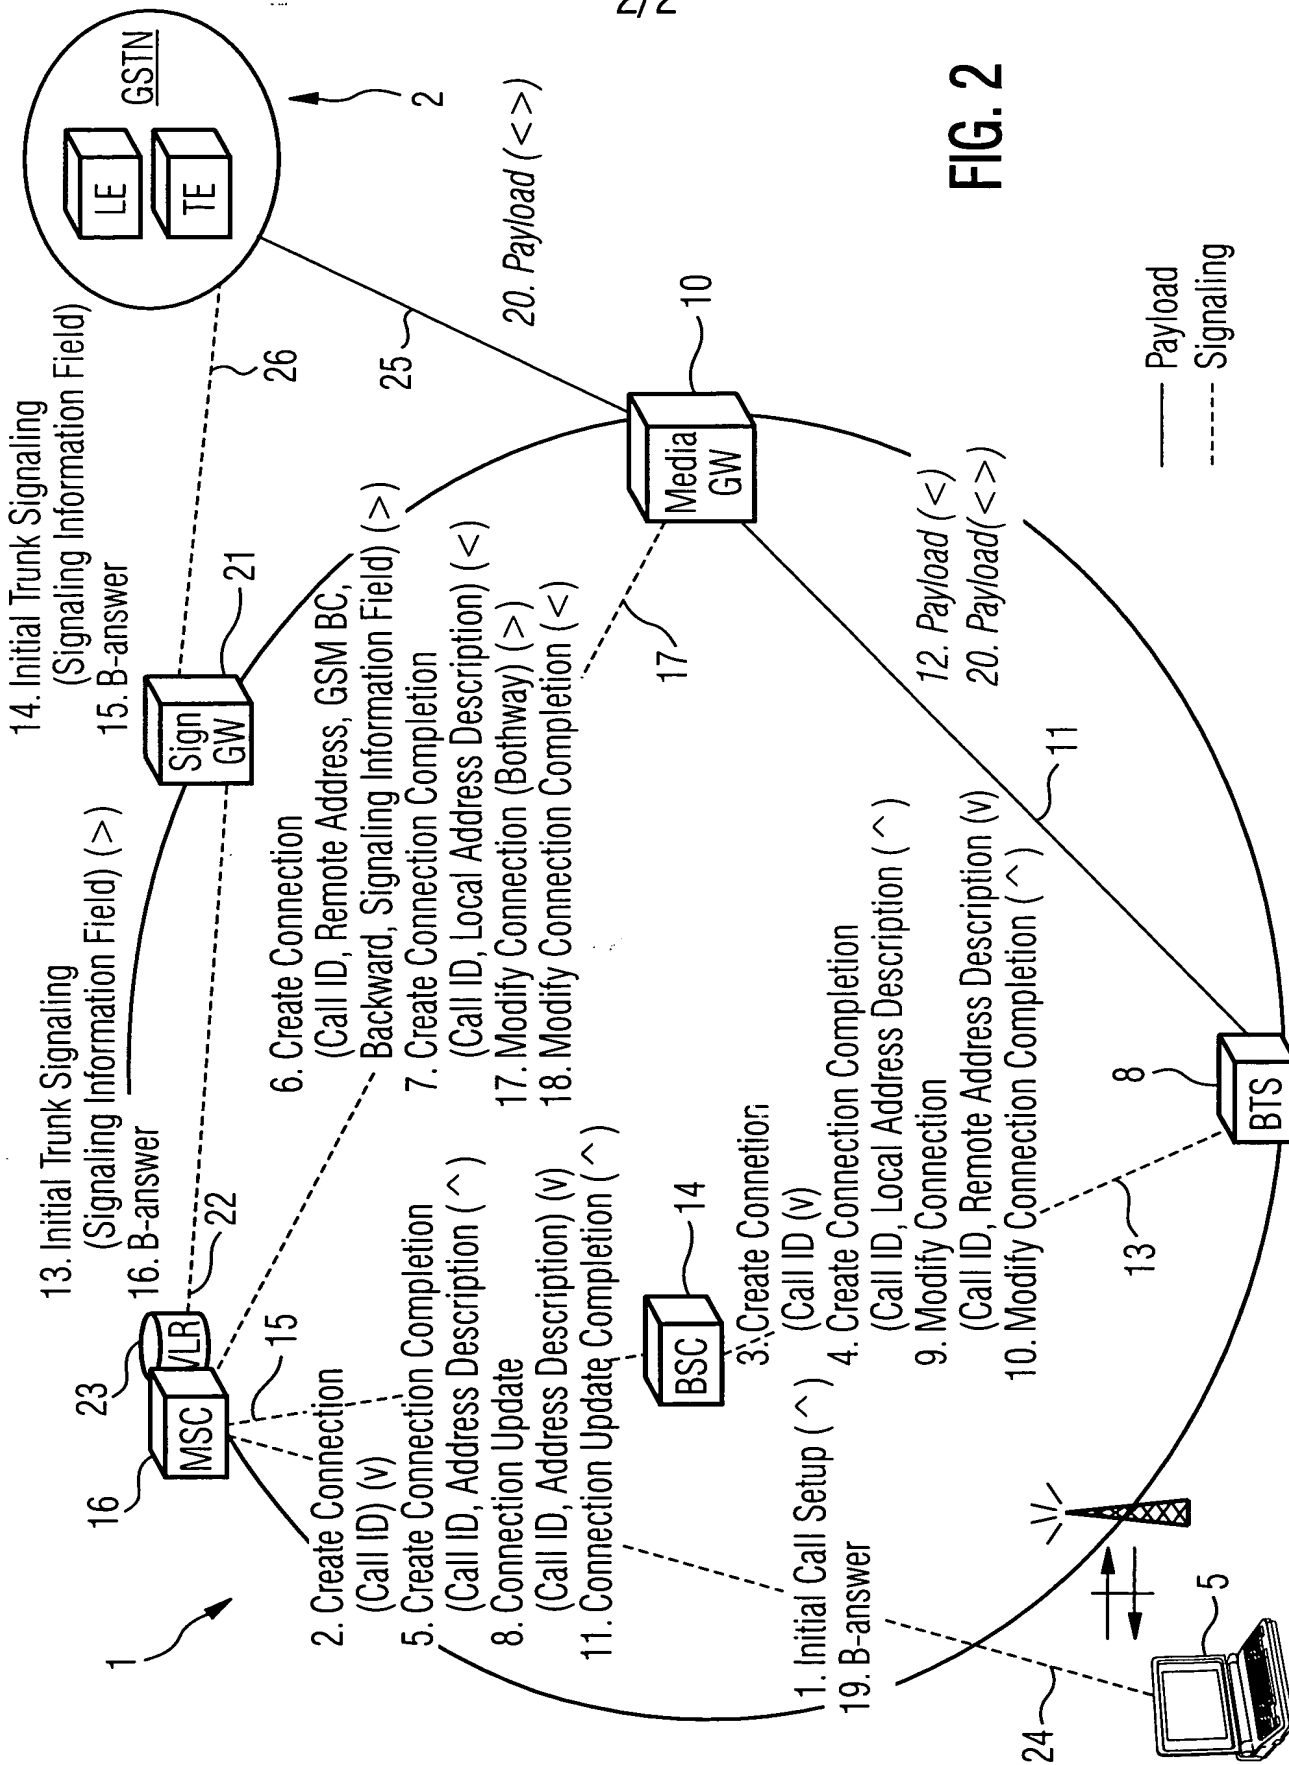 2/2
1
16
23
MSC
VLR
15
22
13. Initial Trunk Signaling
(Signaling Information Field) (>)
16. B-answer
Sign
GW
21
14. Initial Trunk Signaling
(Signaling Information Field)
15. B-answer
26
LE
TE
GSTN
2
25
20. Payload (< >)
2. Create Connection
(Call ID) (v)
5. Create Connection Completion
(Call ID, Address Description) (^)
8. Connection Update
(Call ID, Address Description) (v)
11. Connection Update Completion (^)
6. Create Connection
(Call ID, Remote Address, GSM BC,
Backward, Signaling Information Field) (>)
7. Create Connection Completion
(Call ID, Local Address Description) (<)
17. Modify Connection (Bothway) (>)
18. Modify Connection Completion (<)
17
Media
GW
10
BSC
14
3. Create Connetion
(Call ID (v)
4. Create Connection Completion
(Call ID, Local Address Description (^)
9. Modify Connection
(Call ID, Remote Address Description (v)
10. Modify Connection Completion (^)
1. Initial Call Setup (^)
19. B-answer
12. Payload (<)
20. Payload(< >)
11
13
8
BTS
24
5
Payload
Signaling
FIG. 2